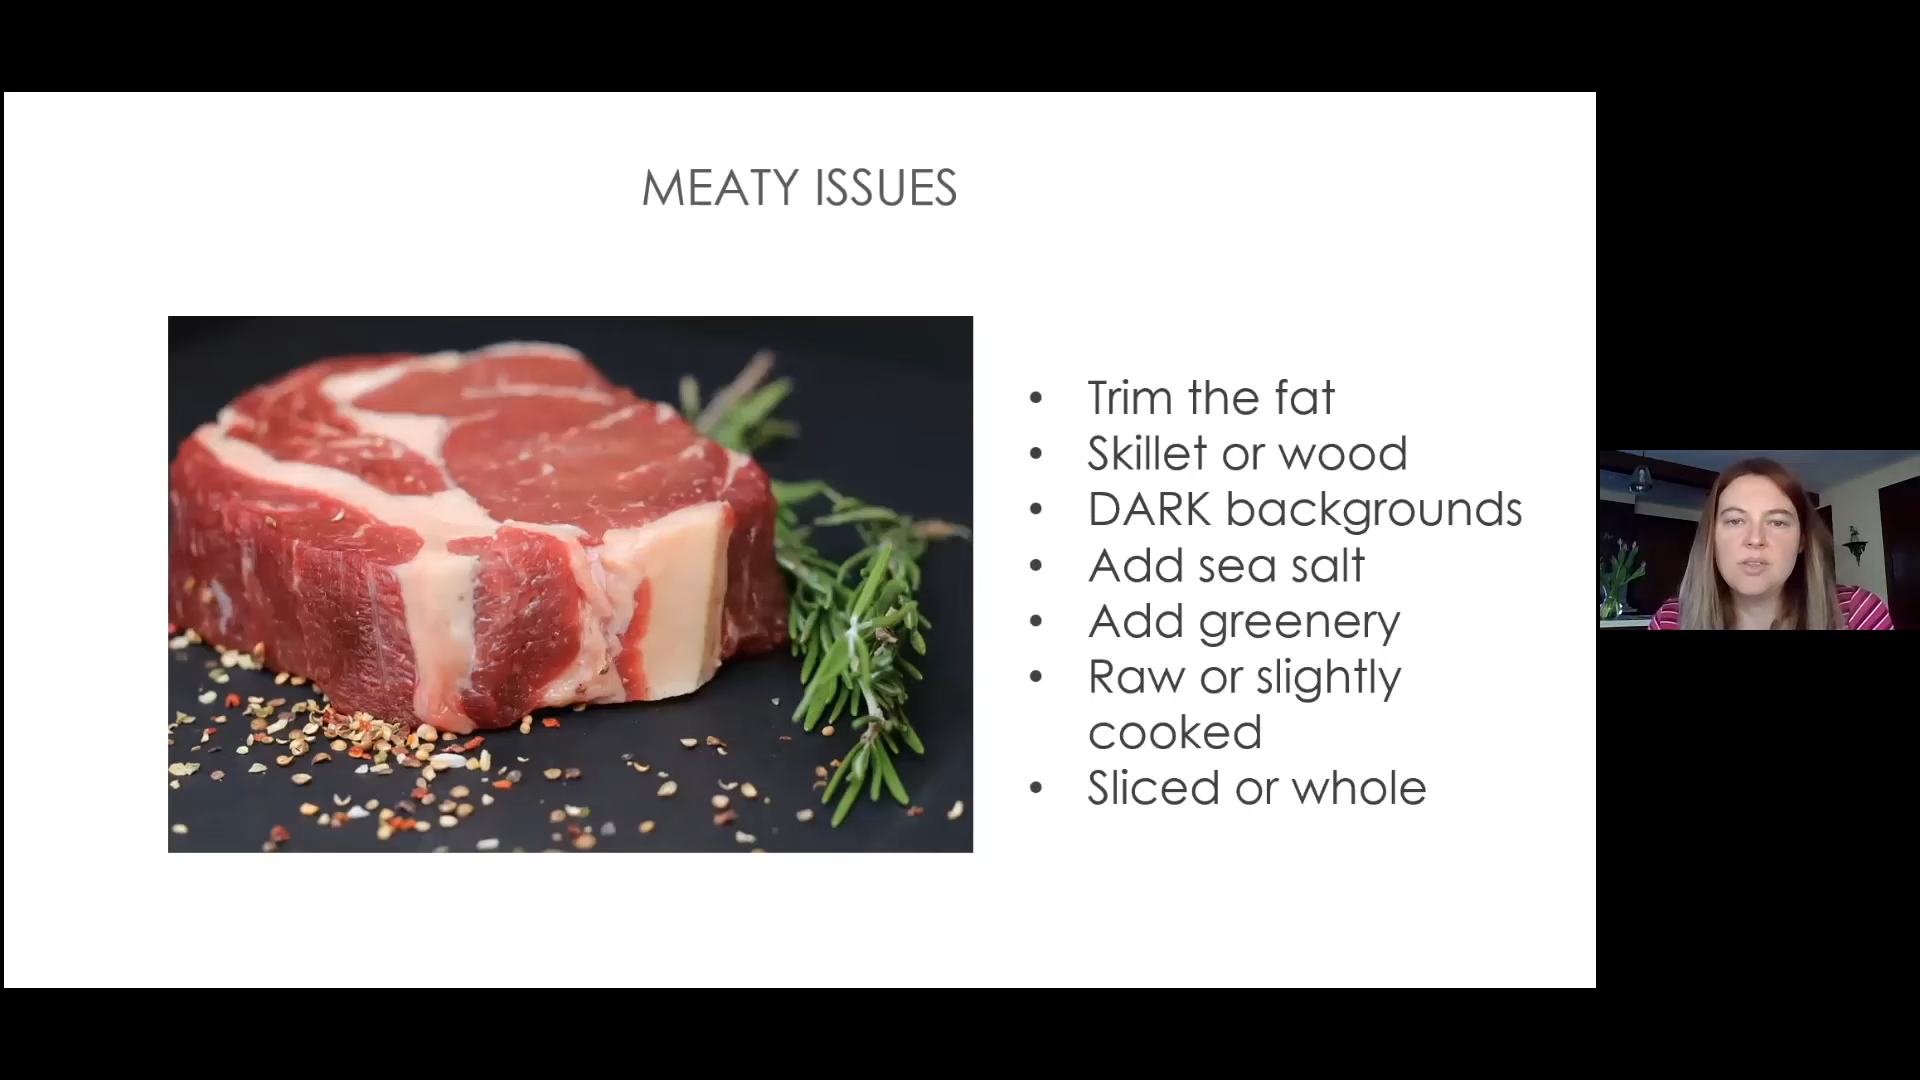 MEATY ISSUES
• Trim the fat
• Skillet or wood
• DARK backgrounds
• Add sea salt
• Add greenery
• Raw or slightly
cooked
• Sliced or whole